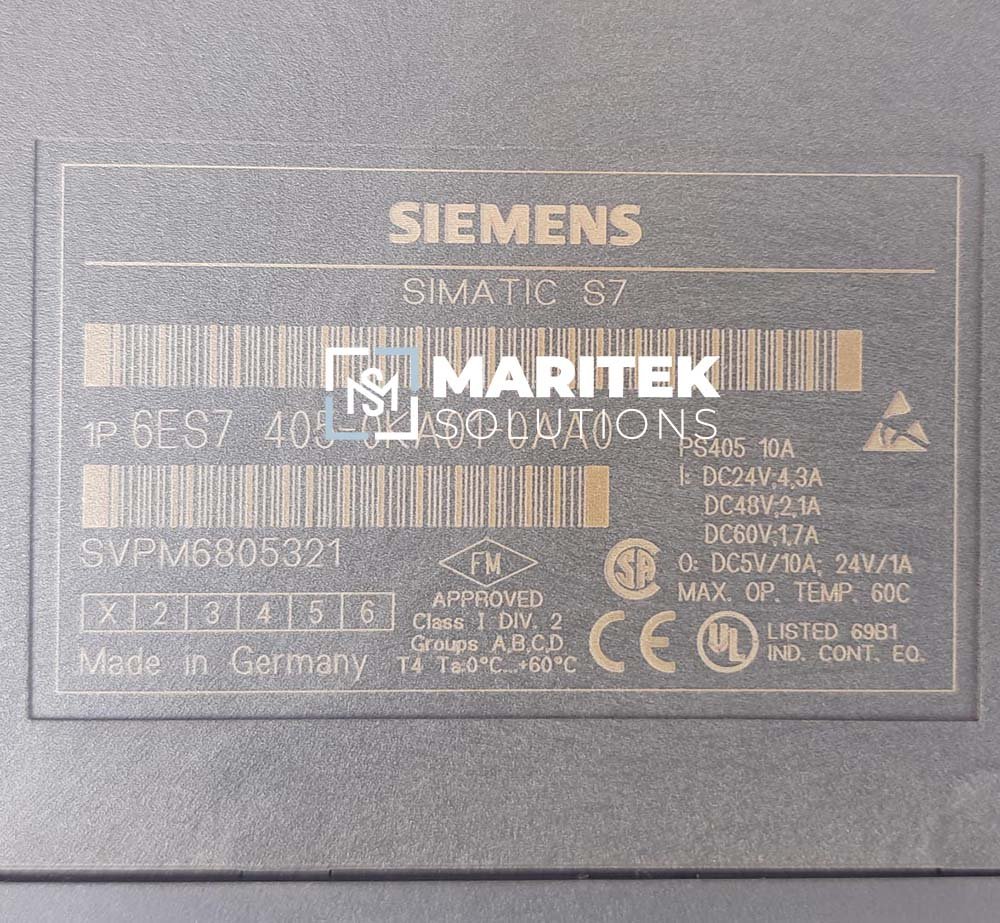 SIEMENS
SIMATIC S7
MARITEK
SOLUTIONS
1P 6ES7
PS405 10A
I: DC24V;4,3A
DC48V;2,1A
DC60V;1,7A
O: DC5V/10A; 24V/1A
MAX. OP. TEMP. 60C
SVPM6805321
X 2 3 4 5 6
Made in Germany
FM
APPROVED
Class I DIV. 2
Groups A,B,C,D
T4 Ta:0°C...+60°C
SA
CE
UL
LISTED 69B1
IND. CONT. EQ.